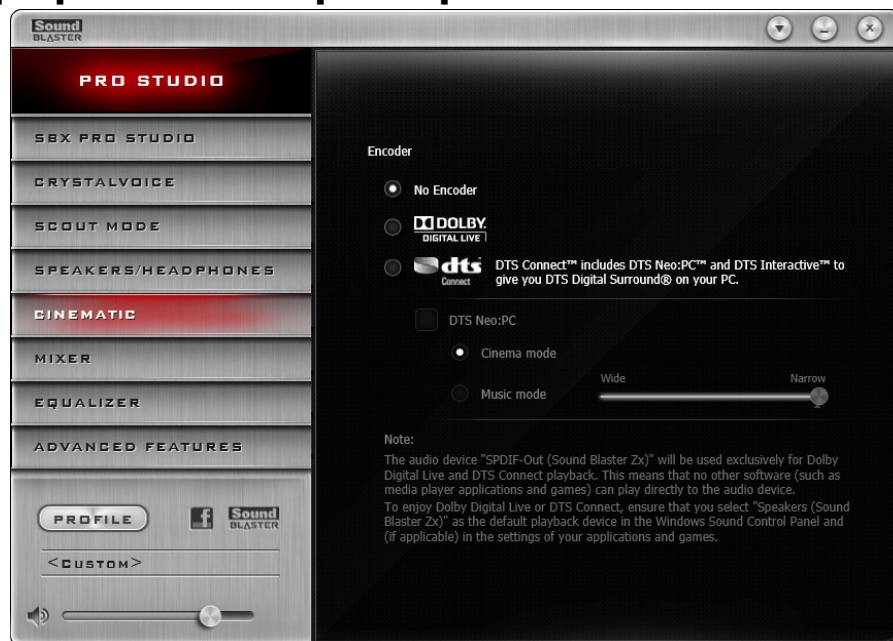 Sound
BLASTER
PRO STUDIO
SBX PRO STUDIO
CRYSTALVOICE
SCOUT MODE
SPEAKERS/HEADPHONES
CINEMATIC
MIXER
EQUALIZER
ADVANCED FEATURES
PROFILE
f
Sound
BLASTER
<CUSTOM>
Encoder
No Encoder
DOLBY.
DIGITAL LIVE
dts
Connect
DTS Connect™ includes DTS Neo:PC™ and DTS Interactive™ to
give you DTS Digital Surround® on your PC.
DTS Neo:PC
Cinema mode
Music mode
Wide
Narrow
Note:
The audio device "SPDIF-Out (Sound Blaster Zx)" will be used exclusively for Dolby
Digital Live and DTS Connect playback. This means that no other software (such as
media player applications and games) can play directly to the audio device.
To enjoy Dolby Digital Live or DTS Connect, ensure that you select "Speakers (Sound
Blaster Zx)" as the default playback device in the Windows Sound Control Panel and
(if applicable) in the settings of your applications and games.